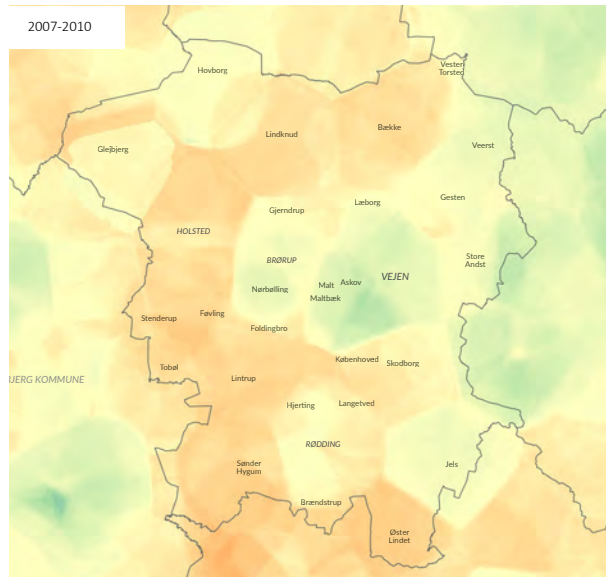 2007-2010
Hovborg
Vester
Torsted
Lindknud
Bække
Glejbjerg
Veerst
Gesten
Læborg
Gjerndrup
HOLSTED
BRØRUP
Store
Andst
VEJEN
Askov
Malt
Nørbølling
Maltbæk
Føvling
Stenderup
Foldingbro
Københoved
Skodborg
Tobøl
Lintrup
JERG KOMMUNE
Hjerting
Langetved
RØDDING
Sønder
Hygum
Jels
Brændstrup
Øster
Lindet